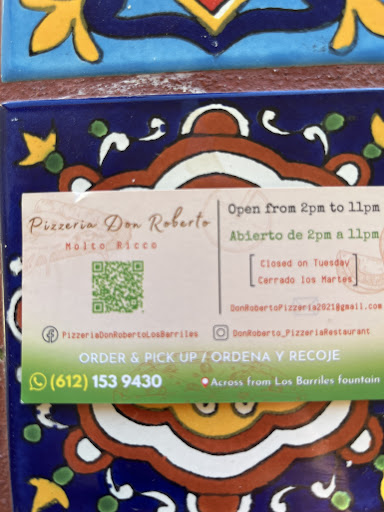 Pizzeria Don Roberto
Molto Ricco
Open from 2pm to 11pm
Abierto de 2pm a 11pm
Closed on Tuesday
Cerrado los Martes
DonRobertoPizzeria2021@gmail.com
PizzeriaDonRobertoLosBarriles
DonRoberto_PizzeriaRestaurant
ORDER & PICK UP / ORDENA Y RECOJE
(612) 153 9430
Across from Los Barriles fountain